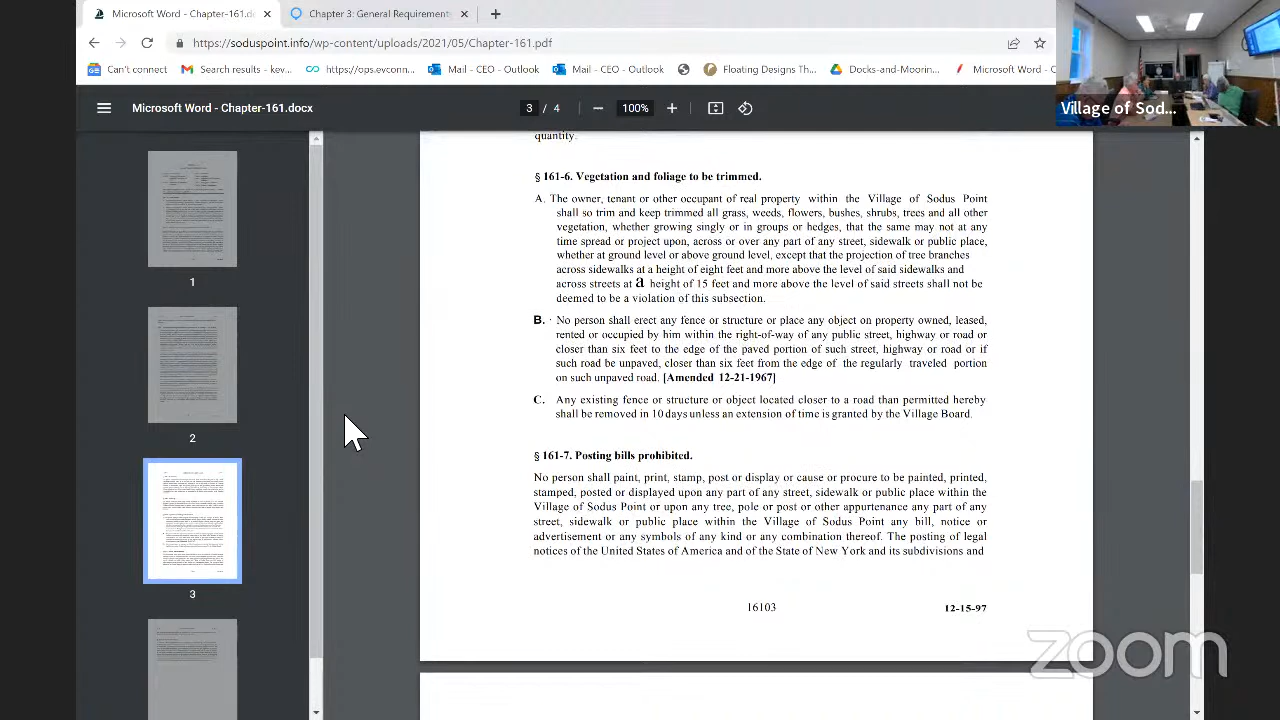 Microsoft Word - Chapter-161.d
Chapter 3: General Requirement
https://soduspoint.info/wp-content/uploads/2021/05/Chapter-161.pdf
Can't connect
Search results - key...
https://api.conn...
Mail - CEO - Outlook
Mail - CEO - Outlook
Floating Design Th...
Docks-and-Moorin...
Microsoft Word - C
Village of Sod...
Microsoft Word - Chapter-161.docx
3 / 4
100%
1
2
3
quantity.
§ 161-6. Vegetation and foliage to be trimmed.
A. The owner, tenant or other occupant of real property within the Village of Sodus Point
shall so cut and keep trimmed all grass, weeds, flowers, bushes, shrubs, trees and all other
vegetation, whether growing singly or in groups or hedges, that the same may not at any
time spread or project upon, across or over any part of any street, sidewalk or public place,
whether at ground level or above ground level, except that the projection of tree branches
across sidewalks at a height of eight feet and more above the level of said sidewalks and
across streets at a height of 15 feet and more above the level of said streets shall not be
deemed to be a violation of this subsection.
B. · No person shall erect any fence or structure or place any object on property owned, leased,
rented or occupied by him within the right-of-way of any public street, highway or road or
closer than six feet to the edge of the paved portion of such street, highway or road or if
such road be unpaved, closer than six feet from the edge of the regularly traveled portion
on such unpaved road. [Amended 12-21-1967]
C. Any existing fence or structure or object located closer to a road than permitted hereby
shall be removed in 10 days unless an extension of time is granted by the Village Board.
§ 161-7. Posting bills prohibited.
No person shall post, print, stamp, post or display or cause or procure to be printed, printed,
stamped, posted or displayed upon any part of any street, sidewalk or public place within the
Village of Sodus Point or upon any tree, pole or post or other appurtenance any part of any
street, sidewalk or public place within the Village of Sodus Point any bill, notice or
advertisement or symbols of any kind or any combination thereof. The posting of legal
notices of the United States of America and of the State of New York and its subdivisions and
16103
12-15-97
zoom